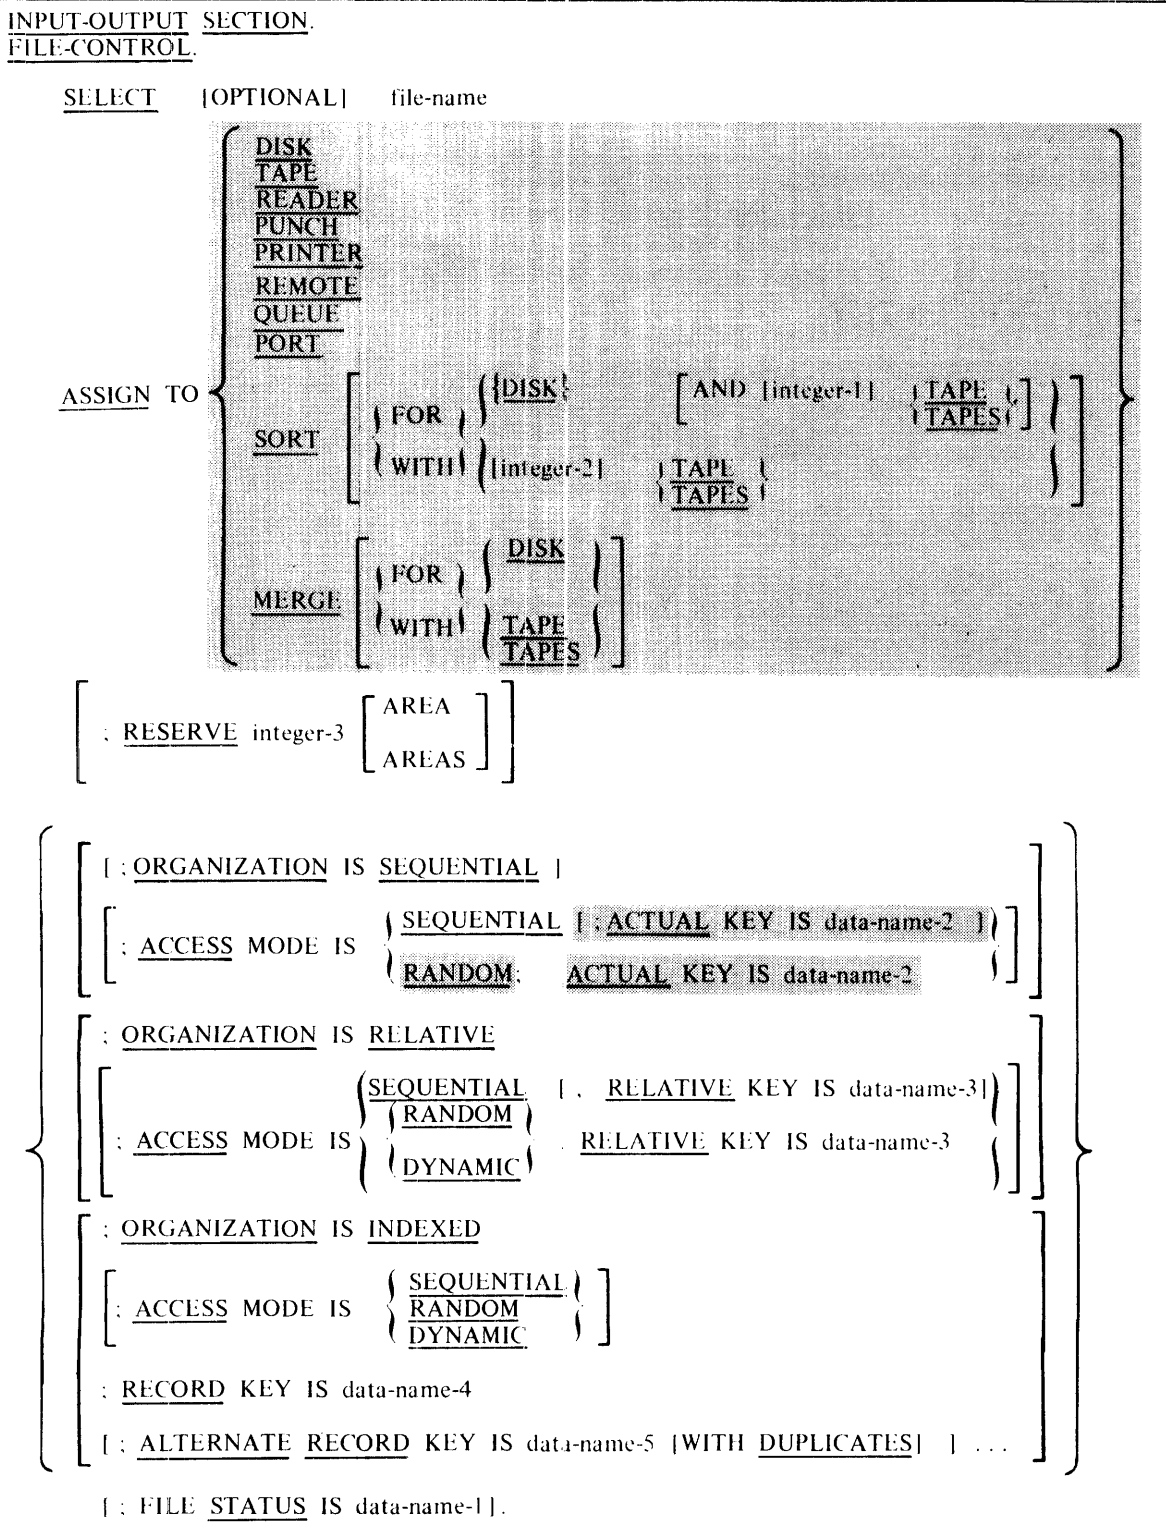 INPUT-OUTPUT SECTION.
FILE-CONTROL.
SELECT [OPTIONAL] file-name
DISK
TAPE
READER
PUNCH
PRINTER
REMOTE
QUEUE
PORT
ASSIGN TO
SORT
FOR
WITH
{DISK} [AND [integer-1] {TAPE
TAPES}]
[integer-2] {TAPE
TAPES}
MERGE
FOR
WITH
DISK
TAPE
TAPES
; RESERVE integer-3
AREA
AREAS
[ ; ORGANIZATION IS SEQUENTIAL ]
; ACCESS MODE IS
SEQUENTIAL [ ; ACTUAL KEY IS data-name-2 ]
RANDOM; ACTUAL KEY IS data-name-2
; ORGANIZATION IS RELATIVE
; ACCESS MODE IS
SEQUENTIAL [ , RELATIVE KEY IS data-name-3]
RANDOM
DYNAMIC
, RELATIVE KEY IS data-name-3
; ORGANIZATION IS INDEXED
; ACCESS MODE IS
SEQUENTIAL
RANDOM
DYNAMIC
; RECORD KEY IS data-name-4
[ ; ALTERNATE RECORD KEY IS data-name-5 [WITH DUPLICATES] ] ...
[ ; FILE STATUS IS data-name-1].